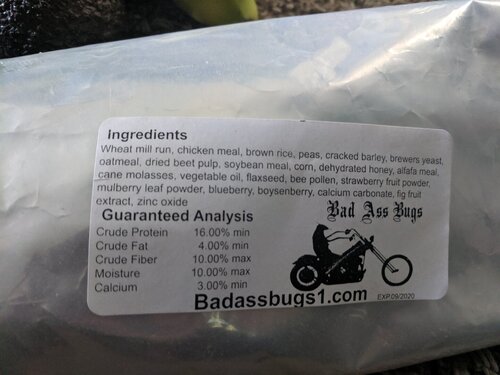 Ingredients
Wheat mill run, chicken meal, brown rice, peas, cracked barley, brewers yeast,
oatmeal, dried beet pulp, soybean meal, corn, dehydrated honey, alfafa meal,
cane molasses, vegetable oil, flaxseed, bee pollen, strawberry fruit powder,
mulberry leaf powder, blueberry, boysenberry, calcium carbonate, fig fruit
extract, zinc oxide
Guaranteed Analysis
Crude Protein 16.00% min
Crude Fat 4.00% min
Crude Fiber 10.00% max
Moisture 10.00% max
Calcium 3.00% min
Bad Ass Bugs
Badassbugs1.com
EXP.09/2020